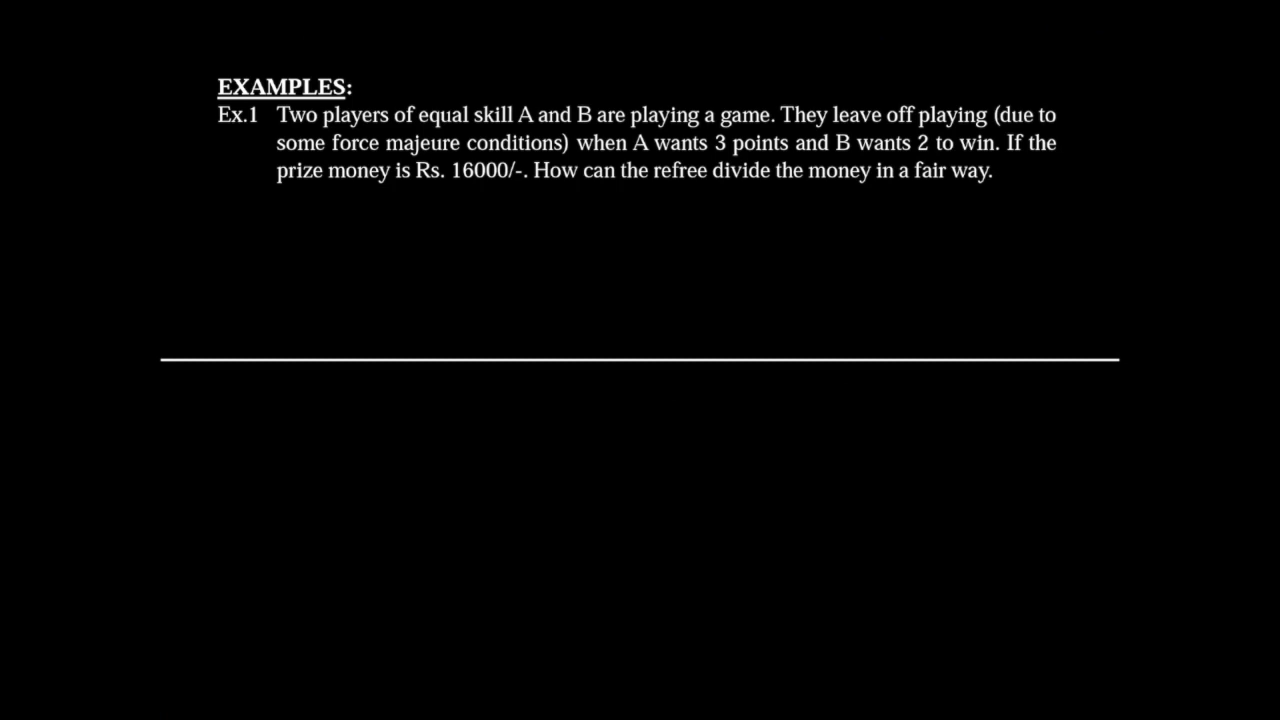 EXAMPLES:
Ex.1 Two players of equal skill A and B are playing a game. They leave off playing (due to
some force majeure conditions) when A wants 3 points and B wants 2 to win. If the
prize money is Rs. 16000/-. How can the refree divide the money in a fair way.